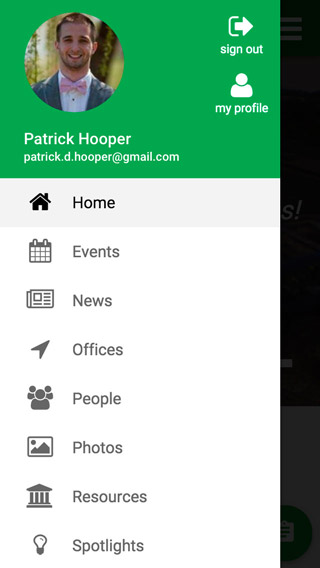 sign out
my profile
Patrick Hooper
patrick.d.hooper@gmail.com
Home
Events
News
Offices
People
Photos
Resources
Spotlights
s!